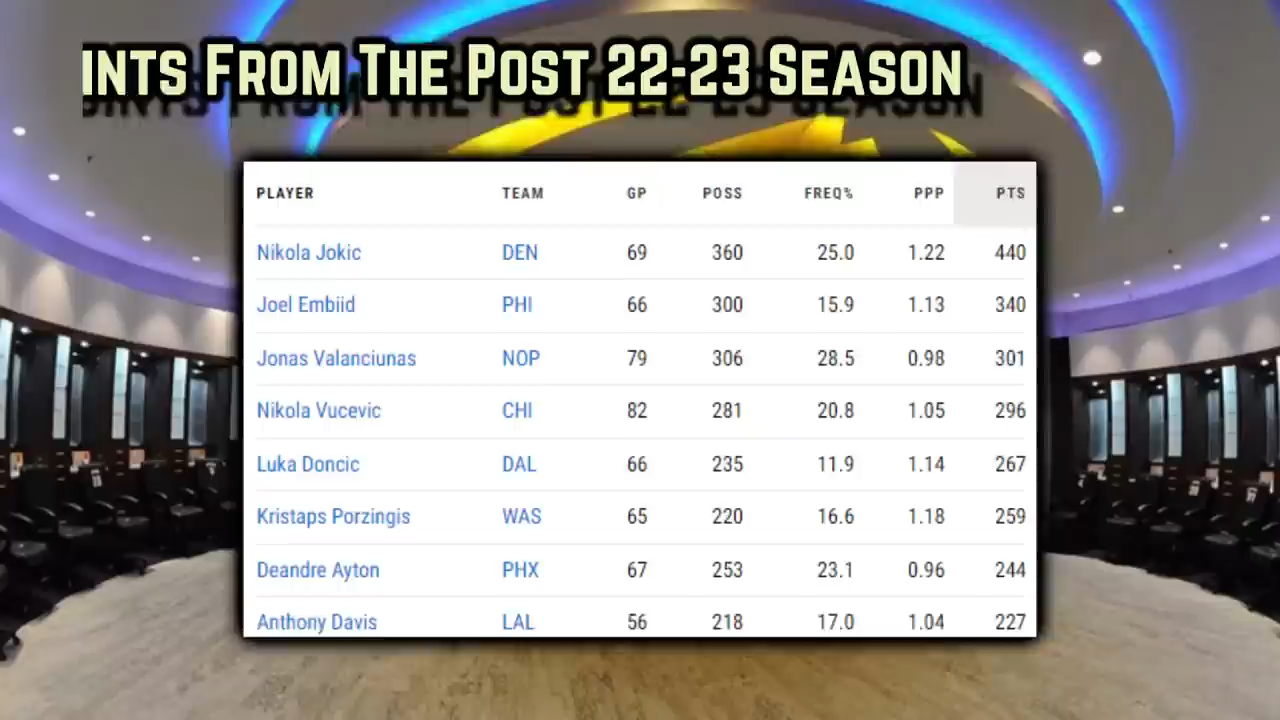 INTS FROM THE POST 22-23 SEASON
PLAYER TEAM GP POSS FREQ% PPP PTS
Nikola Jokic DEN 69 360 25.0 1.22 440
Joel Embiid PHI 66 300 15.9 1.13 340
Jonas Valanciunas NOP 79 306 28.5 0.98 301
Nikola Vucevic CHI 82 281 20.8 1.05 296
Luka Doncic DAL 66 235 11.9 1.14 267
Kristaps Porzingis WAS 65 220 16.6 1.18 259
Deandre Ayton PHX 67 253 23.1 0.96 244
Anthony Davis LAL 56 218 17.0 1.04 227